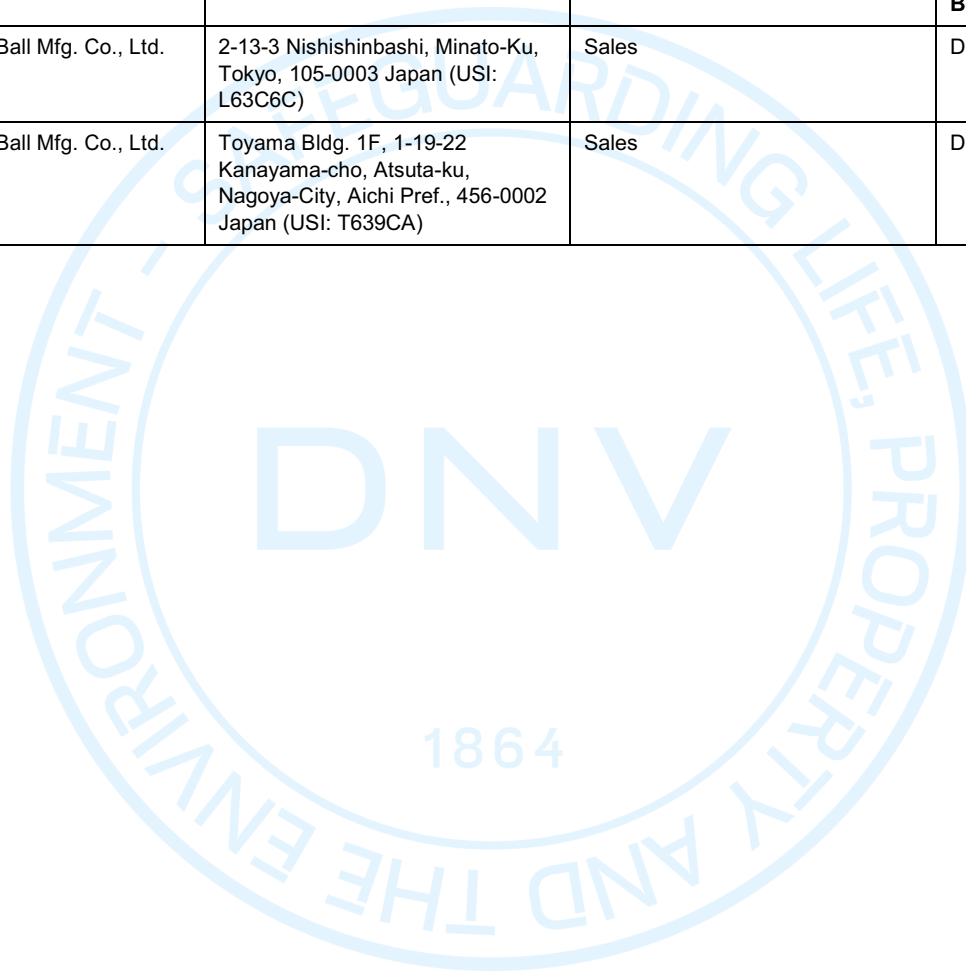 B
Ball Mfg. Co., Ltd.
2-13-3 Nishishinbashi, Minato-Ku,
Tokyo, 105-0003 Japan (USI:
L63C6C)
Sales
D
Ball Mfg. Co., Ltd.
Toyama Bldg. 1F, 1-19-22
Kanayama-cho, Atsuta-ku,
Nagoya-City, Aichi Pref., 456-0002
Japan (USI: T639CA)
Sales
D
SAFEGUARDING LIFE, PROPERTY AND THE ENVIRONMENT –
DNV
1864